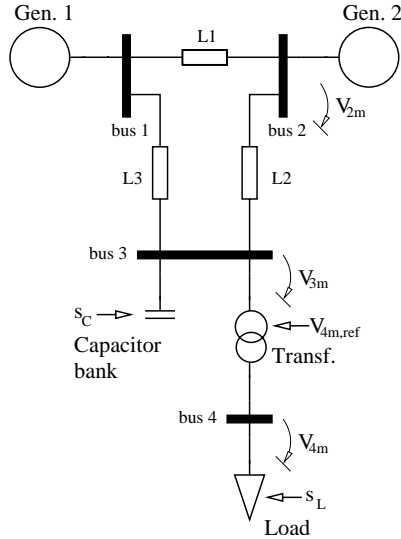 Gen. 1
Gen. 2
L1
bus 1
bus 2
V2m
L3
L2
bus 3
V3m
sC
V4m,ref
Capacitor
bank
Transf.
bus 4
V4m
sL
Load